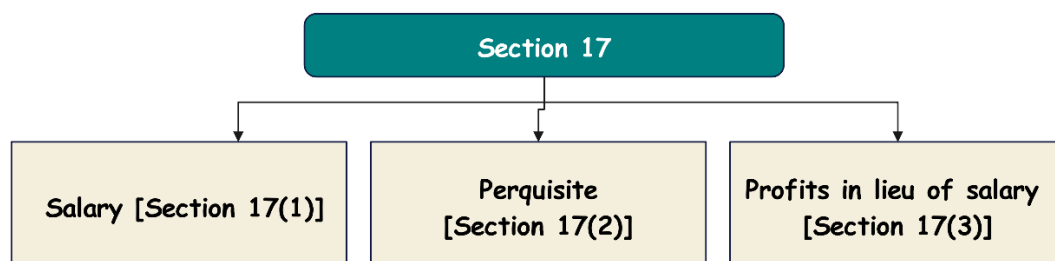 Section 17
Salary [Section 17(1)]
Perquisite
[Section 17(2)]
Profits in lieu of salary
[Section 17(3)]